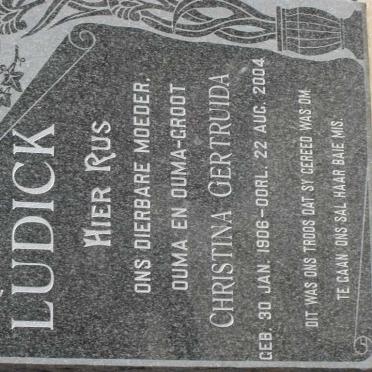 LUDICK
HIER RUS
ONS DIERBARE MOEDER,
OUMA EN OUMA-GROOT
CHRISTINA GERTRUIDA
GEB. 30 JAN. 1906-OORL. 22 AUG. 2004
DIT WAS ONS TROOS DAT SY GEREED WAS OM
TE GAAN. ONS SAL HAAR BAIE MIS.